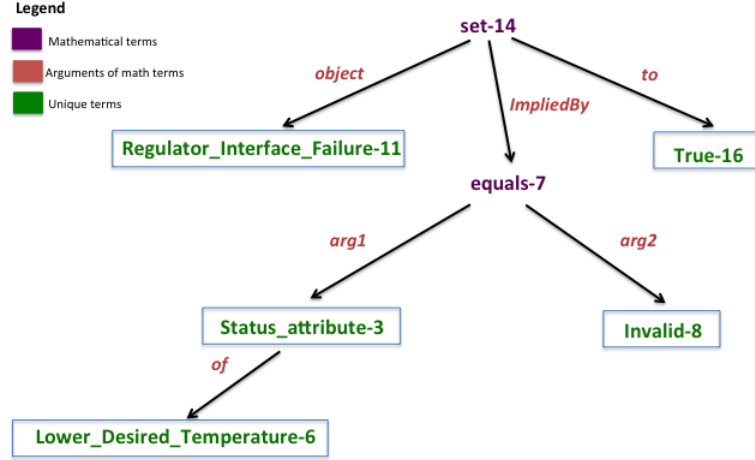 Legend
Mathematical terms
Arguments of math terms
Unique terms
set-14
object
ImpliedBy
to
Regulator_Interface_Failure-11
True-16
equals-7
arg1
arg2
Status_attribute-3
Invalid-8
of
Lower_Desired_Temperature-6